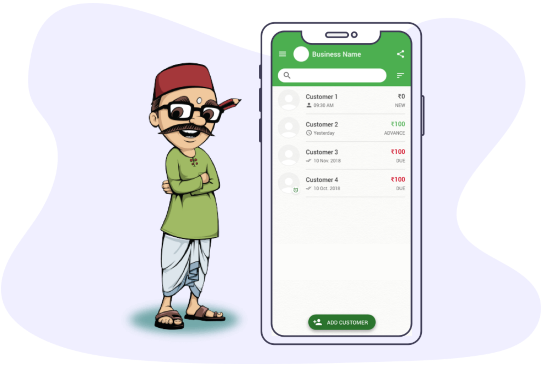 Business Name
Customer 1 ₹0
09:30 AM NEW
Customer 2 ₹100
Yesterday ADVANCE
Customer 3 ₹100
10 Nov. 2018 DUE
Customer 4 ₹100
10 Oct. 2018 DUE
ADD CUSTOMER